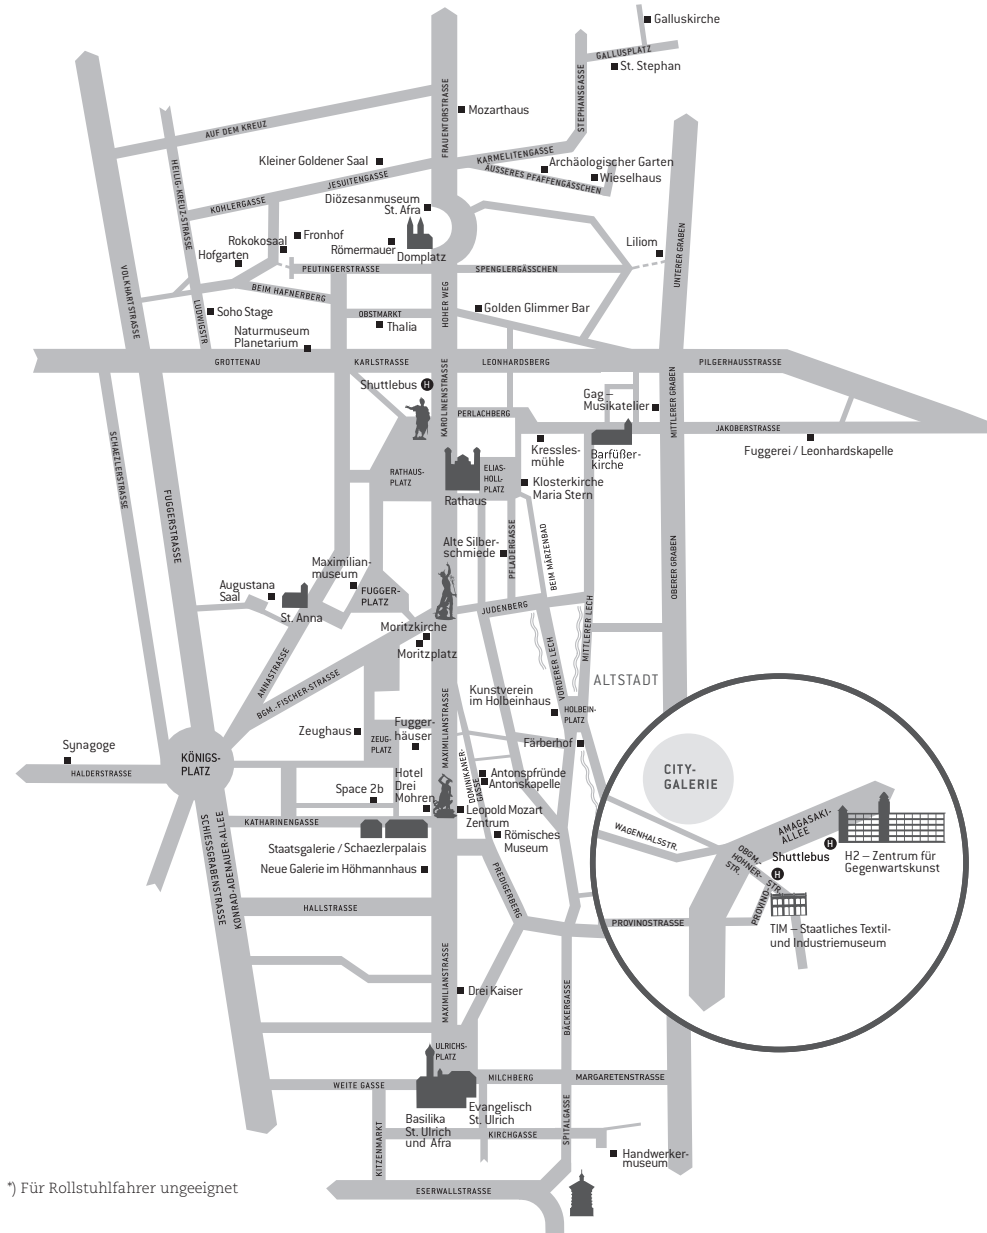 Galluskirche
GALLUSPLATZ
St. Stephan
STEPHANSGASSE
FRAUENTORSTRASSE
Mozarthaus
AUF DEM KREUZ
HEILIG-KREUZ-STRASSE
Kleiner Goldener Saal
KARMELITENGASSE
Archäologischer Garten
ÄUSSERES PFAFFENGÄSSCHEN
Wieselhaus
JESUITENGASSE
KOHLERGASSE
Diözesanmuseum
St. Afra
Rokokosaal
Fronhof
Römermauer
Domplatz
Hofgarten
Liliom
UNTERER GRABEN
PEUTINGERSTRASSE
SPENGLERGÄSSCHEN
VOLKHARTSTRASSE
BEIM HAFNERBERG
HOHER WEG
LUDWIGSTR
Soho Stage
OBSTMARKT
Thalia
Golden Glimmer Bar
Naturmuseum
Planetarium
GROTTENAU
KARLSTRASSE
LEONHARDSBERG
PILGERHAUSSTRASSE
Shuttlebus H
KAROLINENSTRASSE
PERLACHBERG
Gag –
Musikatelier
MITTLERER GRABEN
JAKOBERSTRASSE
Fuggerei / Leonhardskapelle
Kressles-
mühle
Barfüßer-
kirche
SCHAEZLERSTRASSE
FUGGERSTRASSE
RATHAUS-
PLATZ
Rathaus
ELIAS-
HOLL-
PLATZ
Klosterkirche
Maria Stern
Alte Silber-
schmiede
PFLADERGASSE
BEIM MÄRZENBAD
OBERER GRABEN
Maximilian-
museum
Augustana
Saal
St. Anna
FUGGER-
PLATZ
JUDENBERG
MITTLERER LECH
VORDERER LECH
Moritzkirche
Moritzplatz
ANNASTRASSE
BGM.-FISCHER-STRASSE
ALTSTADT
Kunstverein
im Holbeinhaus
HOLBEIN-
PLATZ
MAXIMILIANSTRASSE
Zeughaus
ZEUG-
PLATZ
Fugger-
häuser
Färberhof
Synagoge
HALDERSTRASSE
KÖNIGS-
PLATZ
DOMINIKANER-
GASSE
Antonspfründe
Antonskapelle
Hotel
Drei
Mohren
Space 2b
Leopold Mozart
Zentrum
KATHARINENGASSE
Staatsgalerie / Schaezlerpalais
Römisches
Museum
Neue Galerie im Höhmannhaus
SCHIESSGRABENSTRASSE
KONRAD-ADENAUER-ALLEE
PREDIGERBERG
HALLSTRASSE
CITY-
GALERIE
WAGENHALSSTR.
AMAGASAKI-
ALLEE
OBGM.-
HOHNER-
STR.
Shuttlebus
H
H
H2 – Zentrum für
Gegenwartskunst
PROVINO-
STR.
PROVINOSTRASSE
TIM – Staatliches Textil-
und Industriemuseum
MAXIMILIANSTRASSE
Drei Kaiser
BÄCKERGASSE
ULRICHS-
PLATZ
WEITE GASSE
MILCHBERG
MARGARETENSTRASSE
Basilika
St. Ulrich
und Afra
Evangelisch
St. Ulrich
KIRCHGASSE
SPITALGASSE
KITZENMARKT
Handwerker-
museum
ESERWALLSTRASSE
*) Für Rollstuhlfahrer ungeeignet